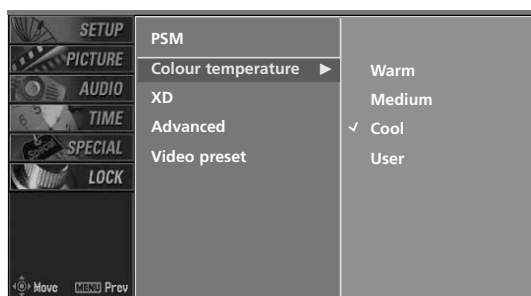 SETUP
PICTURE
AUDIO
TIME
SPECIAL
LOCK
Move MENU Prev
PSM
Colour temperature ▶
XD
Advanced
Video preset
Warm
Medium
✓ Cool
User